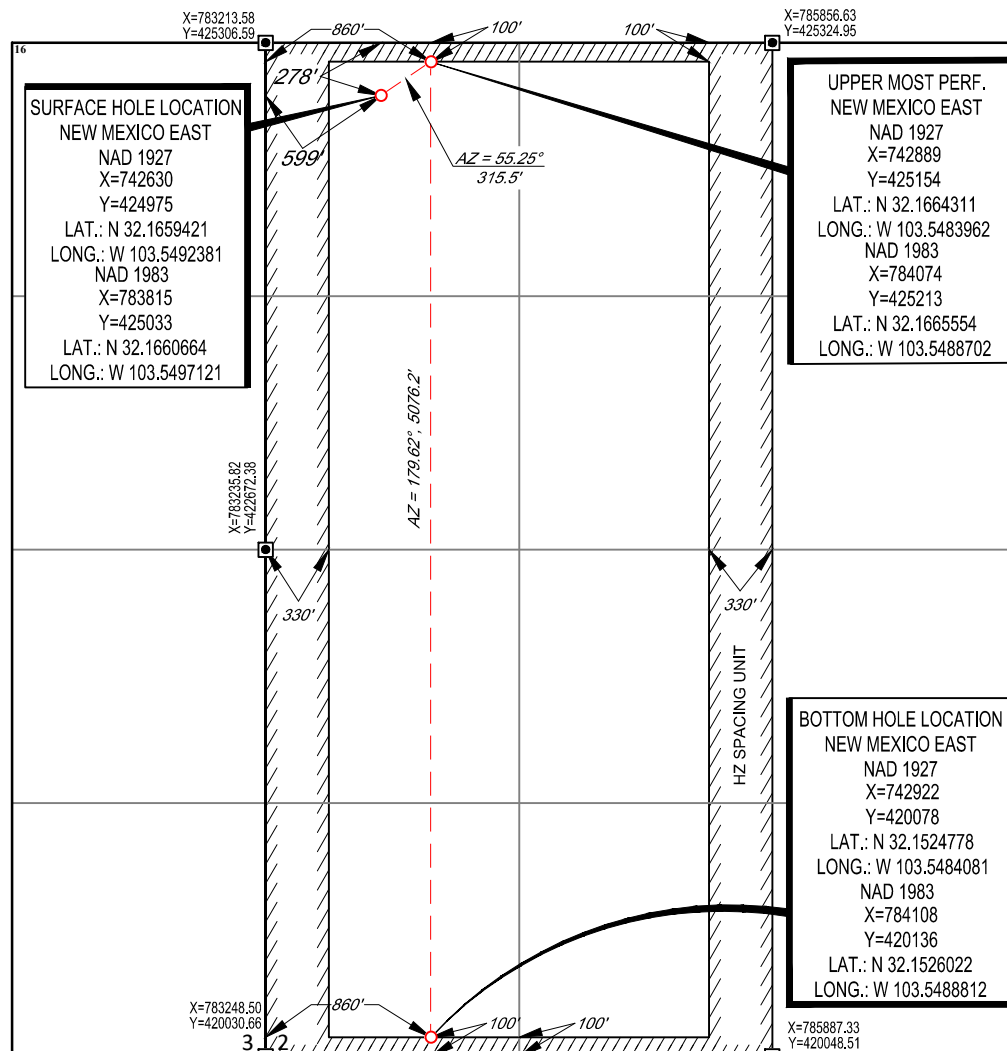 X=783213.58
Y=425306.59
X=785856.63
Y=425324.95
16
860'
100'
100'
278'
599'
SURFACE HOLE LOCATION
NEW MEXICO EAST
NAD 1927
X=742630
Y=424975
LAT.: N 32.1659421
LONG.: W 103.5492381
NAD 1983
X=783815
Y=425033
LAT.: N 32.1660664
LONG.: W 103.5497121
AZ = 55.25°
315.5'
UPPER MOST PERF.
NEW MEXICO EAST
NAD 1927
X=742889
Y=425154
LAT.: N 32.1664311
LONG.: W 103.5483962
NAD 1983
X=784074
Y=425213
LAT.: N 32.1665554
LONG.: W 103.5488702
AZ = 179.62°, 5076.2'
X=783235.82
Y=422672.38
330'
330'
HZ SPACING UNIT
BOTTOM HOLE LOCATION
NEW MEXICO EAST
NAD 1927
X=742922
Y=420078
LAT.: N 32.1524778
LONG.: W 103.5484081
NAD 1983
X=784108
Y=420136
LAT.: N 32.1526022
LONG.: W 103.5488812
X=783248.50
Y=420030.66
860'
100'
100'
3 2
X=785887.33
Y=420048.51